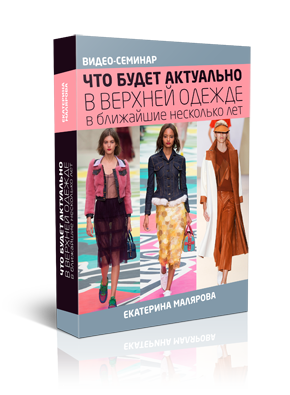 ВИДЕО-СЕМИНАР
ЧТО БУДЕТ АКТУАЛЬНО
В ВЕРХНЕЙ ОДЕЖДЕ
В БЛИЖАЙШИЕ НЕСКОЛЬКО ЛЕТ
ЕКАТЕРИНА МАЛЯРОВА
ЕКАТЕРИНА
МАЛЯРОВА
ЧТО БУДЕТ АКТУАЛЬНО
В ВЕРХНЕЙ ОДЕЖДЕ
В БЛИЖАЙШИЕ НЕСКОЛЬКО ЛЕТ